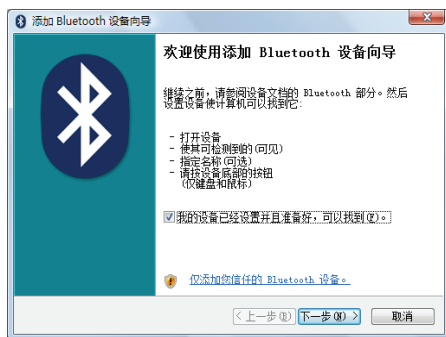 添加 Bluetooth 设备向导
欢迎使用添加 Bluetooth 设备向导
继续之前，请参阅设备文档的 Bluetooth 部分。然后
设置设备使计算机可以找到它:
- 打开设备
- 使其可检测到的(可见)
- 指定名称(可选)
- 请按设备底部的按钮
(仅键盘和鼠标)
我的设备已经设置并且准备好，可以找到(Y)。
仅添加您信任的 Bluetooth 设备。
< 上一步(B) 下一步(N) > 取消